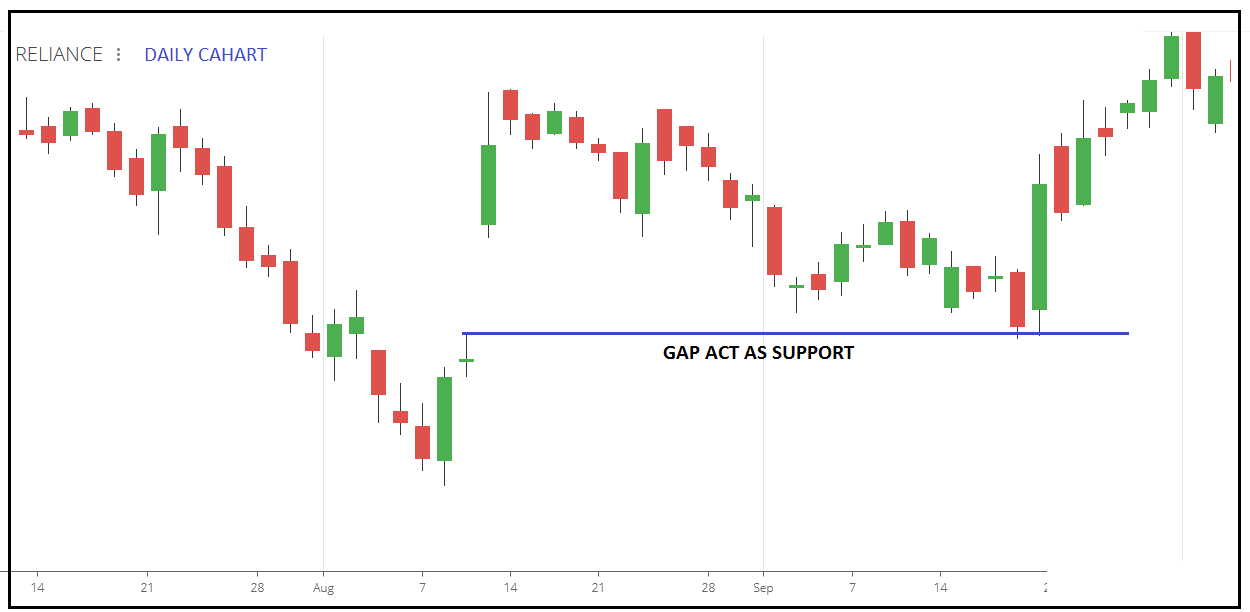 RELIANCE ⋮ DAILY CAHART
GAP ACT AS SUPPORT
14 21 28 Aug 7 14 21 28 Sep 7 14